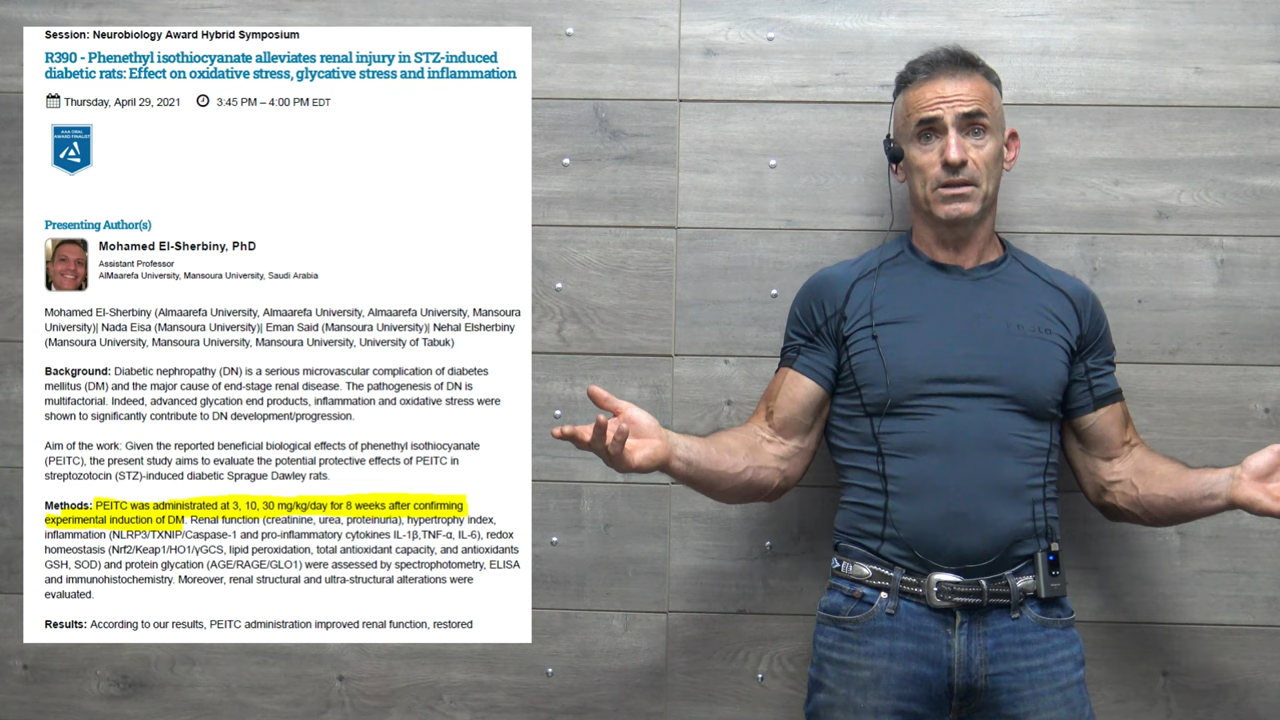 Session: Neurobiology Award Hybrid Symposium
R390 - Phenethyl isothiocyanate alleviates renal injury in STZ-induced
diabetic rats: Effect on oxidative stress, glycative stress and inflammation
Thursday, April 29, 2021 3:45 PM – 4:00 PM EDT
AAA ORAL
AWARD FINALIST
Presenting Author(s)
Mohamed El-Sherbiny, PhD
Assistant Professor
AlMaarefa University, Mansoura University, Saudi Arabia
Mohamed El-Sherbiny (Almaarefa University, Almaarefa University, Almaarefa University, Mansoura
University)| Nada Eisa (Mansoura University)| Eman Said (Mansoura University)| Nehal Elsherbiny
(Mansoura University, Mansoura University, Mansoura University, University of Tabuk)
Background: Diabetic nephropathy (DN) is a serious microvascular complication of diabetes
mellitus (DM) and the major cause of end-stage renal disease. The pathogenesis of DN is
multifactorial. Indeed, advanced glycation end products, inflammation and oxidative stress were
shown to significantly contribute to DN development/progression.
Aim of the work: Given the reported beneficial biological effects of phenethyl isothiocyanate
(PEITC), the present study aims to evaluate the potential protective effects of PEITC in
streptozotocin (STZ)-induced diabetic Sprague Dawley rats.
Methods: PEITC was administrated at 3, 10, 30 mg/kg/day for 8 weeks after confirming
experimental induction of DM. Renal function (creatinine, urea, proteinuria), hypertrophy index,
inflammation (NLRP3/TXNIP/Caspase-1 and pro-inflammatory cytokines IL-1β,TNF-α, IL-6), redox
homeostasis (Nrf2/Keap1/HO1/γGCS, lipid peroxidation, total antioxidant capacity, and antioxidants
GSH, SOD) and protein glycation (AGE/RAGE/GLO1) were assessed by spectrophotometry, ELISA
and immunohistochemistry. Moreover, renal structural and ultra-structural alterations were
evaluated.
Results: According to our results, PEITC administration improved renal function, restored